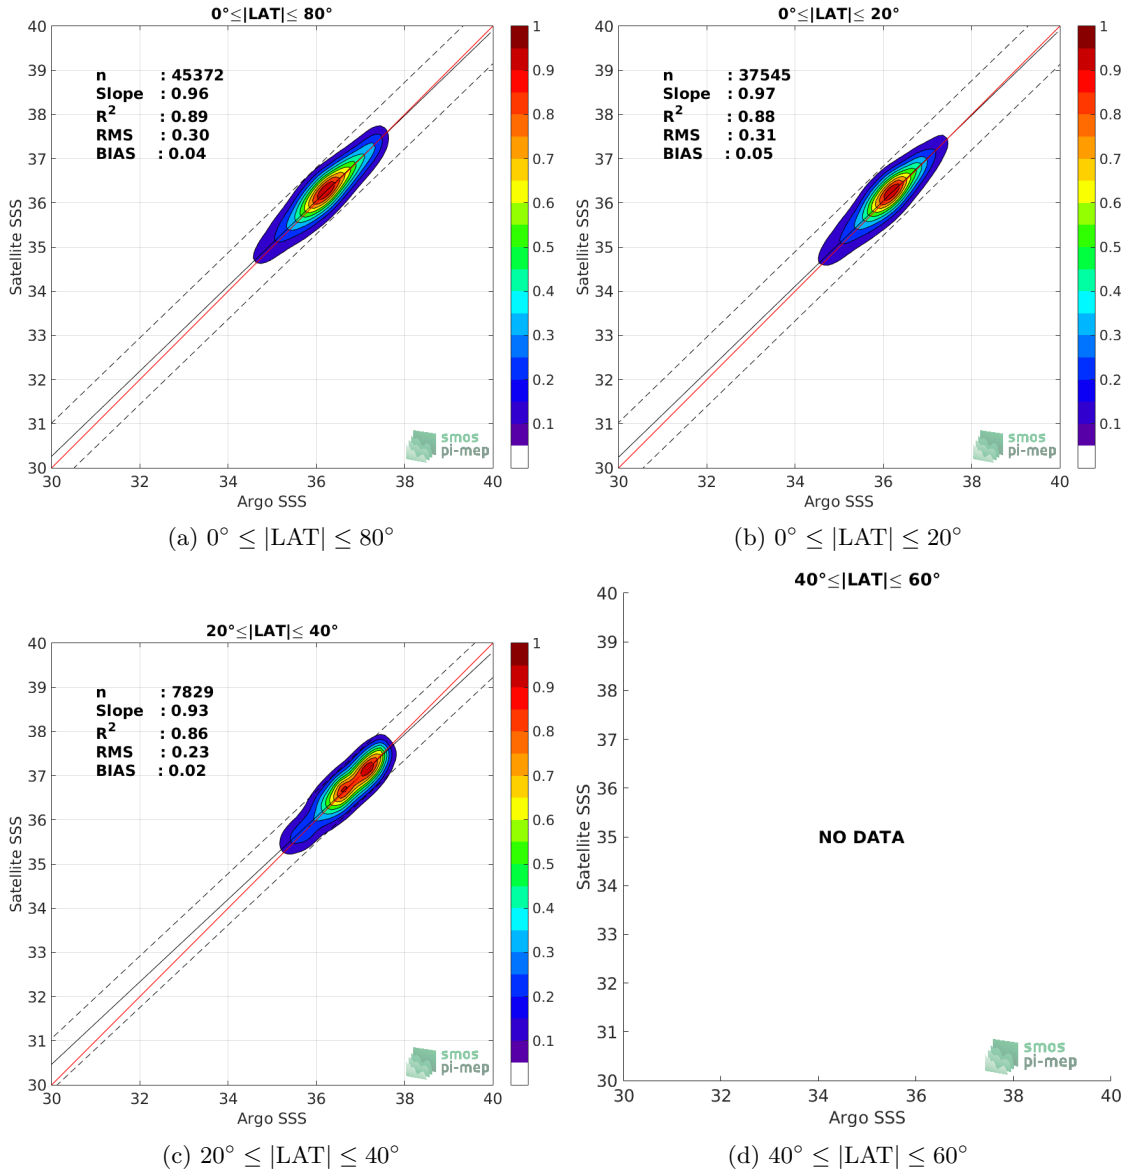 0°≤|LAT|≤ 80°
40
39
38
37
36
35
34
33
32
31
30
Satellite SSS
n : 45372
Slope : 0.96
R² : 0.89
RMS : 0.30
BIAS : 0.04
smos
pi-mep
30 32 34 36 38 40
Argo SSS
1
0.9
0.8
0.7
0.6
0.5
0.4
0.3
0.2
0.1
(a) 0° ≤ |LAT| ≤ 80°
0°≤|LAT|≤ 20°
40
39
38
37
36
35
34
33
32
31
30
Satellite SSS
n : 37545
Slope : 0.97
R² : 0.88
RMS : 0.31
BIAS : 0.05
smos
pi-mep
30 32 34 36 38 40
Argo SSS
1
0.9
0.8
0.7
0.6
0.5
0.4
0.3
0.2
0.1
(b) 0° ≤ |LAT| ≤ 20°
20°≤|LAT|≤ 40°
40
39
38
37
36
35
34
33
32
31
30
Satellite SSS
n : 7829
Slope : 0.93
R² : 0.86
RMS : 0.23
BIAS : 0.02
smos
pi-mep
30 32 34 36 38 40
Argo SSS
1
0.9
0.8
0.7
0.6
0.5
0.4
0.3
0.2
0.1
(c) 20° ≤ |LAT| ≤ 40°
40°≤|LAT|≤ 60°
40
39
38
37
36
35
34
33
32
31
30
Satellite SSS
NO DATA
smos
pi-mep
30 32 34 36 38 40
Argo SSS
(d) 40° ≤ |LAT| ≤ 60°